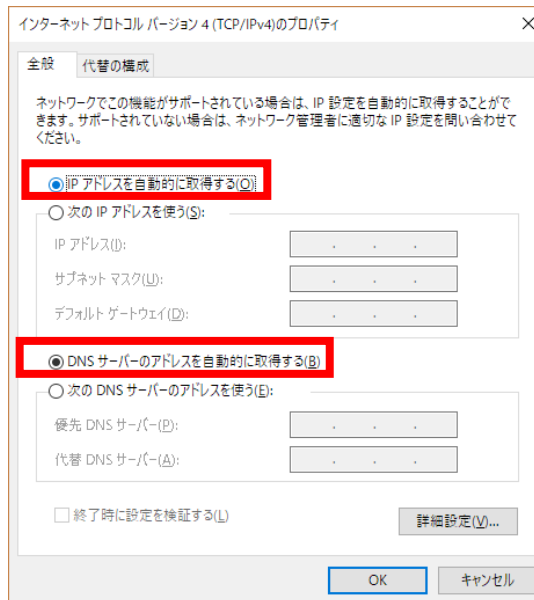 インターネット プロトコル バージョン 4 (TCP/IPv4)のプロパティ
全般
代替の構成
ネットワークでこの機能がサポートされている場合は、IP 設定を自動的に取得することがで
きます。サポートされていない場合は、ネットワーク管理者に適切な IP 設定を問い合わせて
ください。
IP アドレスを自動的に取得する(O)
次の IP アドレスを使う(S):
IP アドレス(I):
サブネット マスク(U):
デフォルト ゲートウェイ(D):
DNS サーバーのアドレスを自動的に取得する(B)
次の DNS サーバーのアドレスを使う(E):
優先 DNS サーバー(P):
代替 DNS サーバー(A):
終了時に設定を検証する(L)
詳細設定(V)...
OK
キャンセル